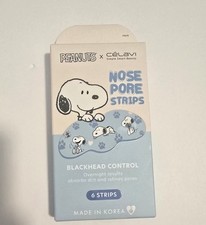 PEANUTS x CéLAVI
NOSE
PORE
STRIPS
BLACKHEAD CONTROL
6 STRIPS
MADE IN KOREA